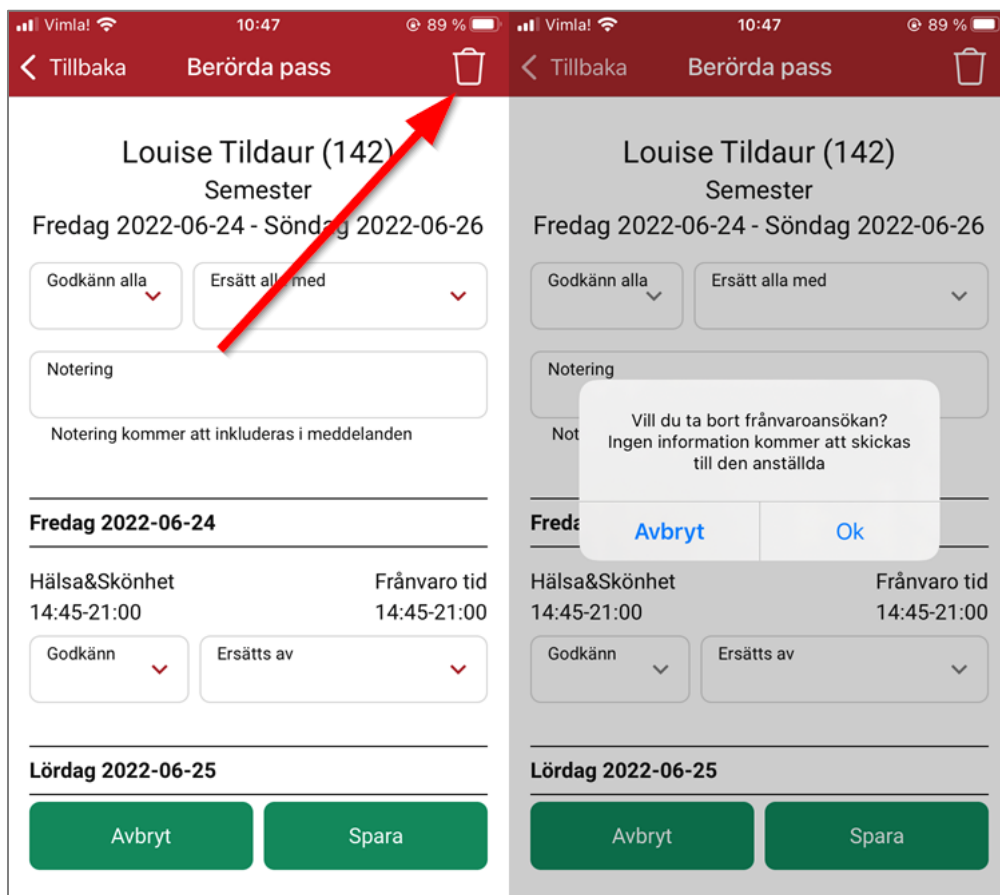 Vimla! 10:47 89 %
Tillbaka Berörda pass
Louise Tildaur (142)
Semester
Fredag 2022-06-24 - Söndag 2022-06-26
Godkänn alla Ersätt alla med
Notering
Notering kommer att inkluderas i meddelanden
Fredag 2022-06-24
Hälsa&Skönhet Frånvaro tid
14:45-21:00 14:45-21:00
Godkänn Ersätts av
Lördag 2022-06-25
Avbryt Spara
Vimla! 10:47 89 %
Tillbaka Berörda pass
Louise Tildaur (142)
Semester
Fredag 2022-06-24 - Söndag 2022-06-26
Godkänn alla Ersätt alla med
Notering
Not
Vill du ta bort frånvaroansökan?
Ingen information kommer att skickas
till den anställda
Avbryt Ok
Freda
Hälsa&Skönhet Frånvaro tid
14:45-21:00 14:45-21:00
Godkänn Ersätts av
Lördag 2022-06-25
Avbryt Spara